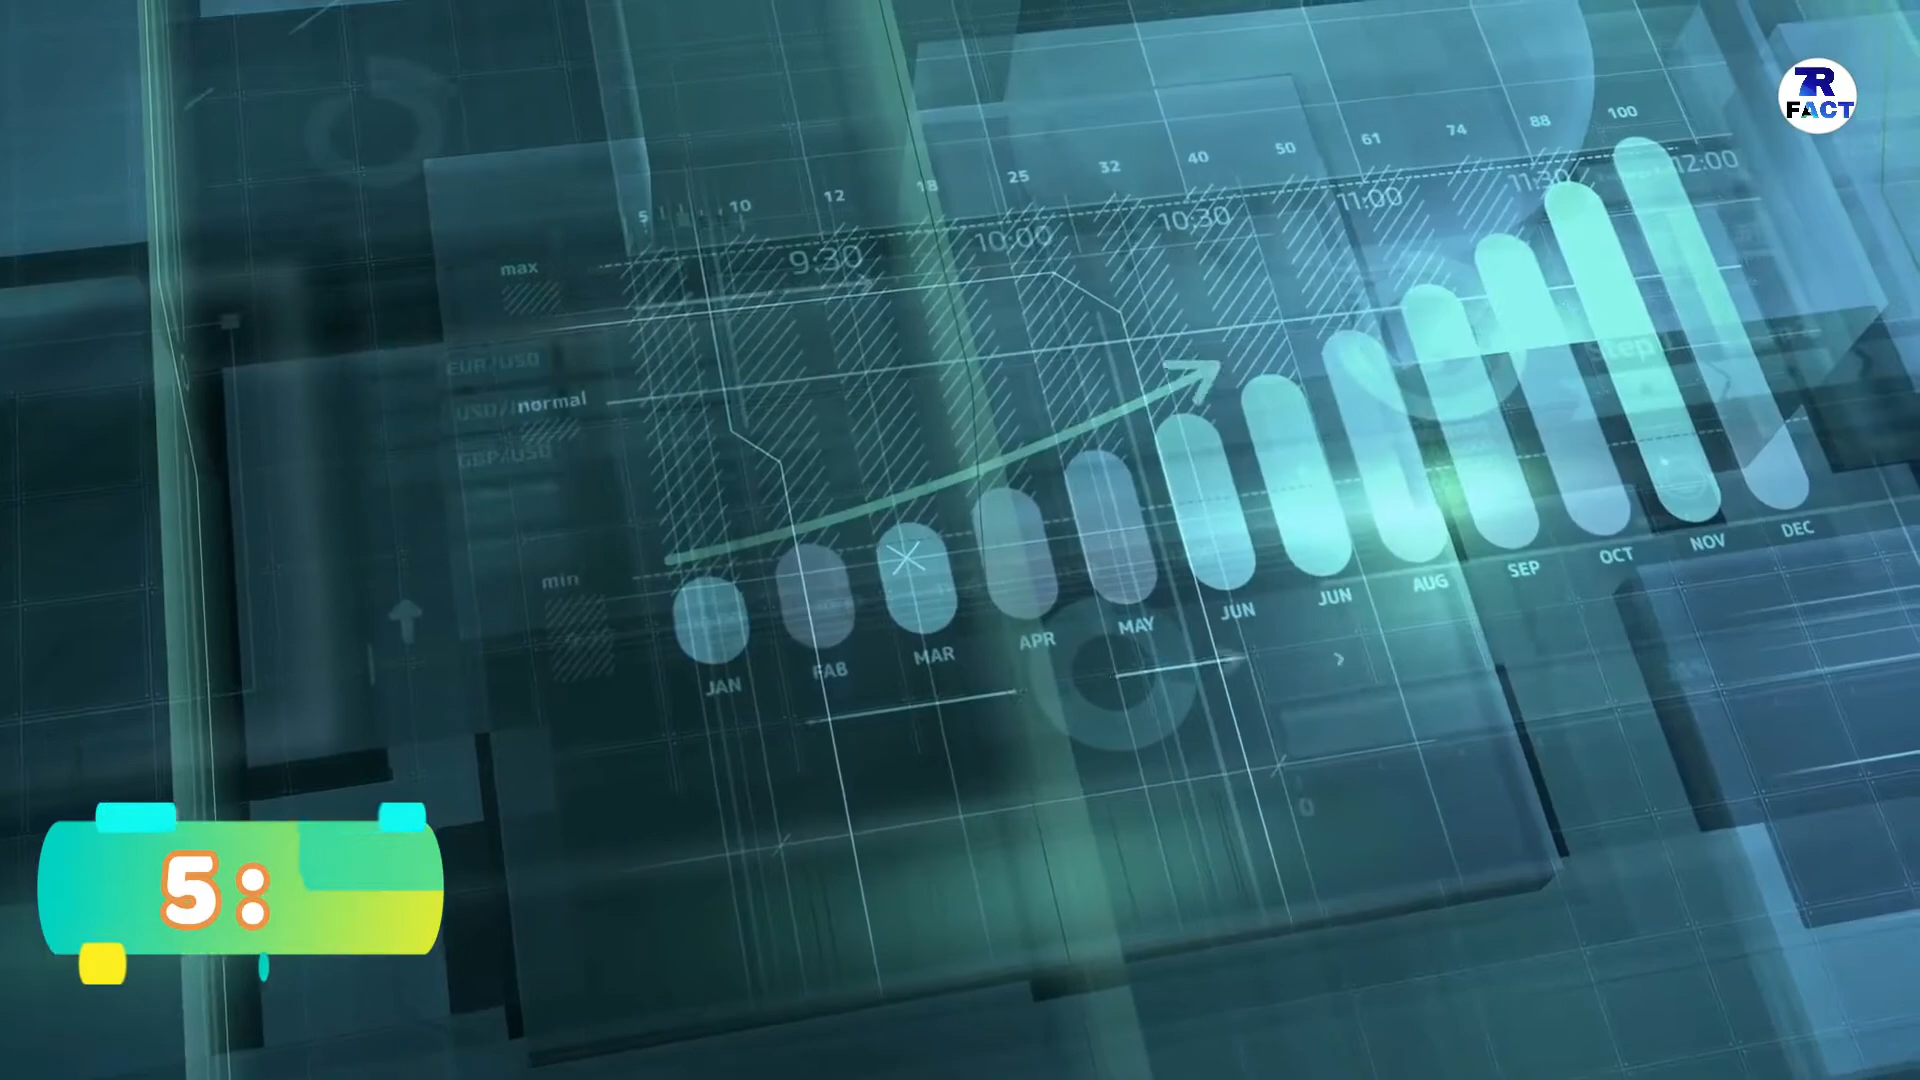 7R
FACT
5 10 12 18 25 32 40 50 61 74 88 100
9:30 10:00 10:30 11:00 11:30 12:00
max
EUR/USD
normal
GBP/USD
min
Step
JAN FAB MAR APR MAY JUN JUN AUG SEP OCT NOV DEC
0
5: